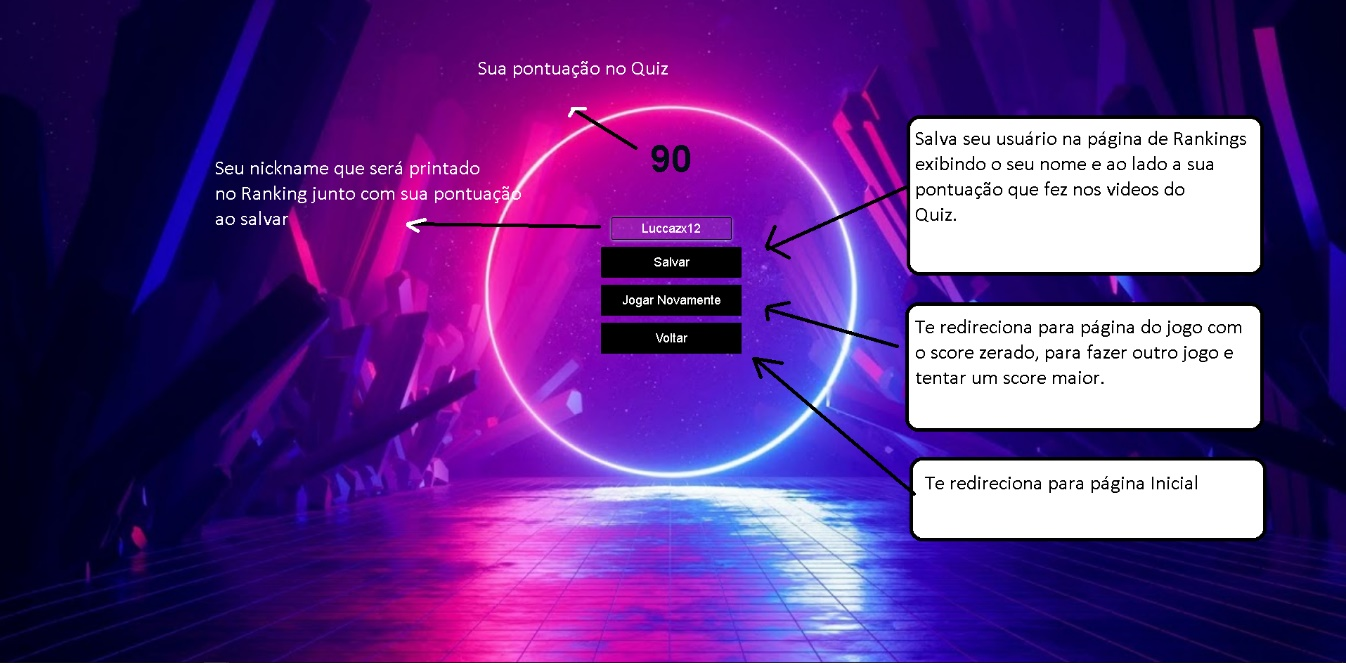 Sua pontuação no Quiz
90
Seu nickname que será printado
no Ranking junto com sua pontuação
ao salvar
Luccazx12
Salvar
Jogar Novamente
Voltar
Salva seu usuário na página de Rankings
exibindo o seu nome e ao lado a sua
pontuação que fez nos videos do
Quiz.
Te redireciona para página do jogo com
o score zerado, para fazer outro jogo e
tentar um score maior.
Te redireciona para página Inicial